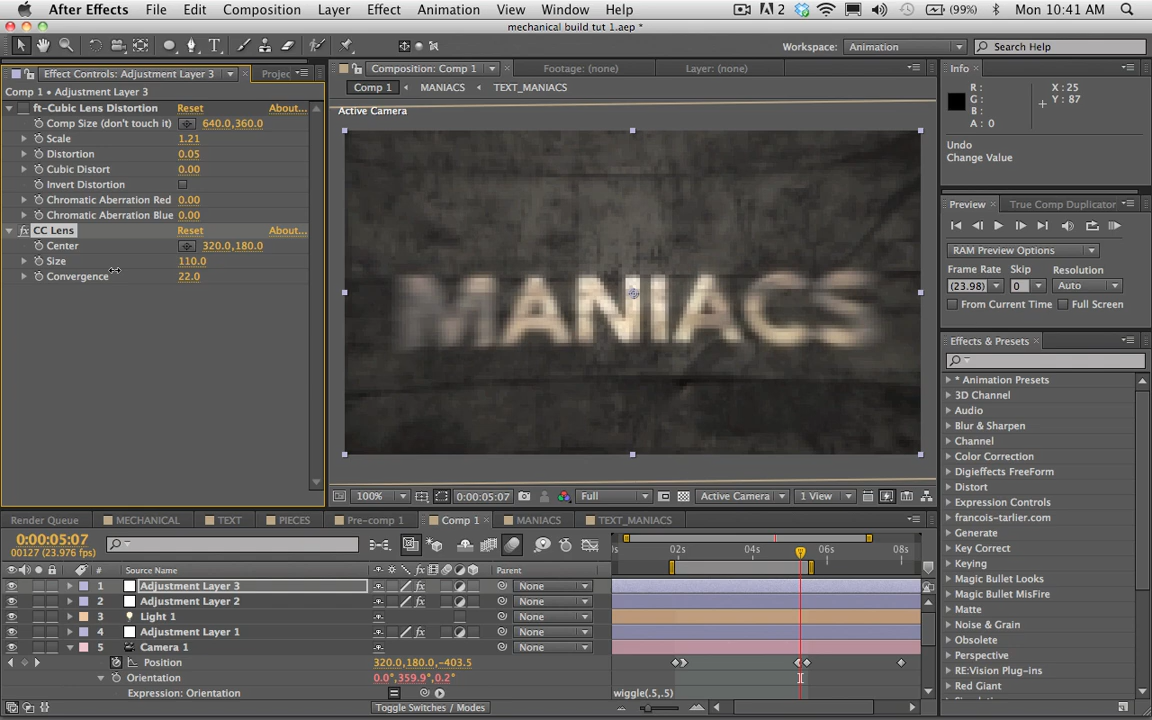 After Effects File Edit Composition Layer Effect Animation View Window Help 2 (99%) Mon 10:41 AM
mechanical build tut 1.aep *
Workspace: Animation Search Help
Effect Controls: Adjustment Layer 3 Projec
Comp 1 • Adjustment Layer 3
ft-Cubic Lens Distortion Reset About...
Comp Size (don't touch it) 640.0,360.0
Scale 1.21
Distortion 0.05
Cubic Distort 0.00
Invert Distortion
Chromatic Aberration Red 0.00
Chromatic Aberration Blue 0.00
CC Lens Reset About...
Center 320.0,180.0
Size 110.0
Convergence 22.0
Composition: Comp 1 Footage: (none) Layer: (none)
Comp 1 MANIACS TEXT_MANIACS
Active Camera
MANIACS
100% 0:00:05:07 Full Active Camera 1 View
Info
R: X: 25
G: Y: 87
B:
A: 0
Undo
Change Value
Preview True Comp Duplicator
RAM Preview Options
Frame Rate Skip Resolution
(23.98) 0 Auto
From Current Time Full Screen
Effects & Presets
* Animation Presets
3D Channel
Audio
Blur & Sharpen
Channel
Color Correction
Digieffects FreeForm
Distort
Expression Controls
francois-tarlier.com
Generate
Key Correct
Keying
Magic Bullet Looks
Magic Bullet MisFire
Matte
Noise & Grain
Obsolete
Perspective
RE:Vision Plug-ins
Red Giant
Render Queue MECHANICAL TEXT PIECES Pre-comp 1 Comp 1 MANIACS TEXT_MANIACS
0:00:05:07
00127 (23.976 fps)
02s 04s 06s 08s
# Source Name Parent
1 Adjustment Layer 3 None
2 Adjustment Layer 2 None
3 Light 1 None
4 Adjustment Layer 1 None
5 Camera 1 None
Position 320.0,180.0,-403.5
Orientation 0.0°,359.9°,0.2°
Expression: Orientation wiggle(.5,.5)
Toggle Switches / Modes